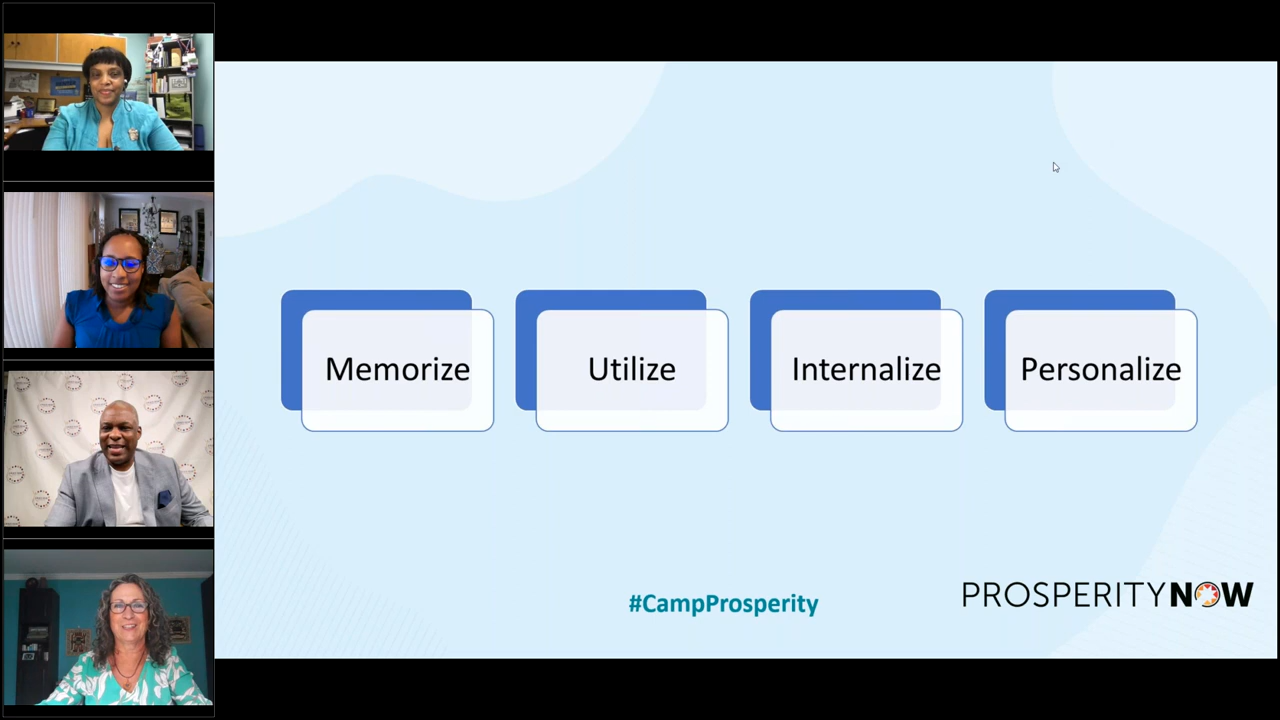 Memorize
Utilize
Internalize
Personalize
#CampProsperity
PROSPERITY NOW